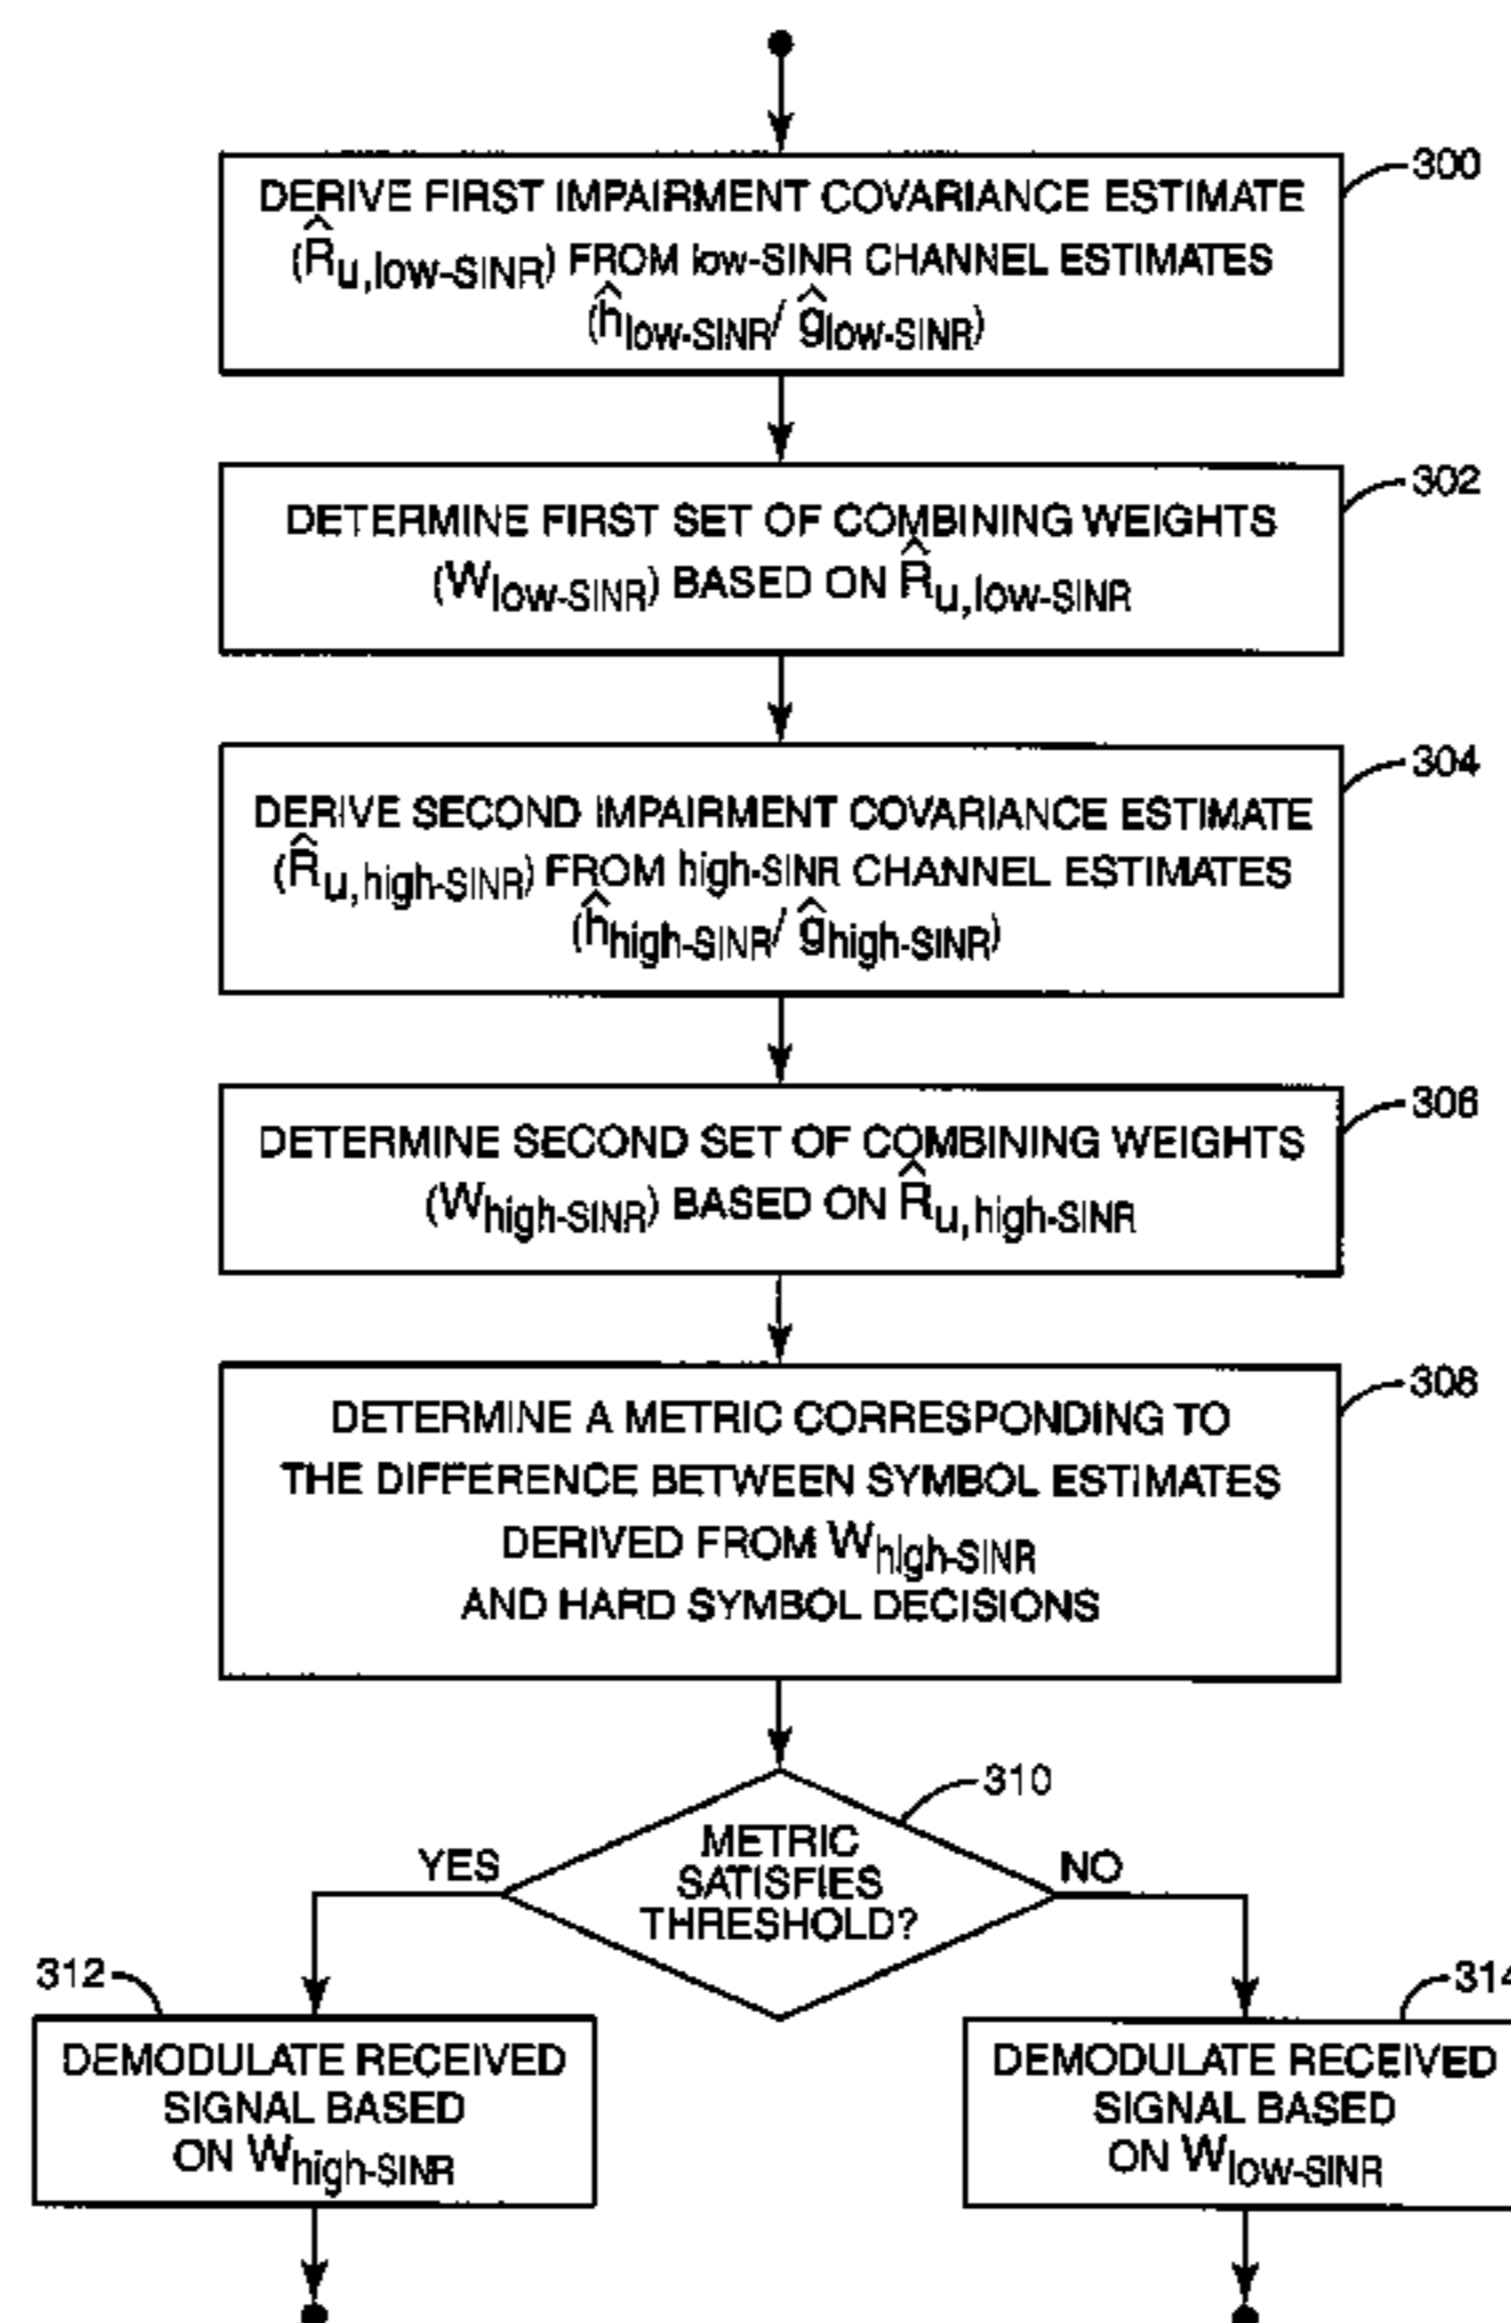 300
DERIVE FIRST IMPAIRMENT COVARIANCE ESTIMATE
(R̂u,low-SINR) FROM low-SINR CHANNEL ESTIMATES
(ĥlow-SINR/ ĝlow-SINR)
302
DETERMINE FIRST SET OF COMBINING WEIGHTS
(Wlow-SINR) BASED ON R̂u,low-SINR
304
DERIVE SECOND IMPAIRMENT COVARIANCE ESTIMATE
(R̂u,high-SINR) FROM high-SINR CHANNEL ESTIMATES
(ĥhigh-SINR/ ĝhigh-SINR)
306
DETERMINE SECOND SET OF COMBINING WEIGHTS
(Whigh-SINR) BASED ON R̂u,high-SINR
308
DETERMINE A METRIC CORRESPONDING TO
THE DIFFERENCE BETWEEN SYMBOL ESTIMATES
DERIVED FROM Whigh-SINR
AND HARD SYMBOL DECISIONS
310
METRIC
SATISFIES
THRESHOLD?
YES
NO
312
DEMODULATE RECEIVED
SIGNAL BASED
ON Whigh-SINR
314
DEMODULATE RECEIVED
SIGNAL BASED
ON Wlow-SINR